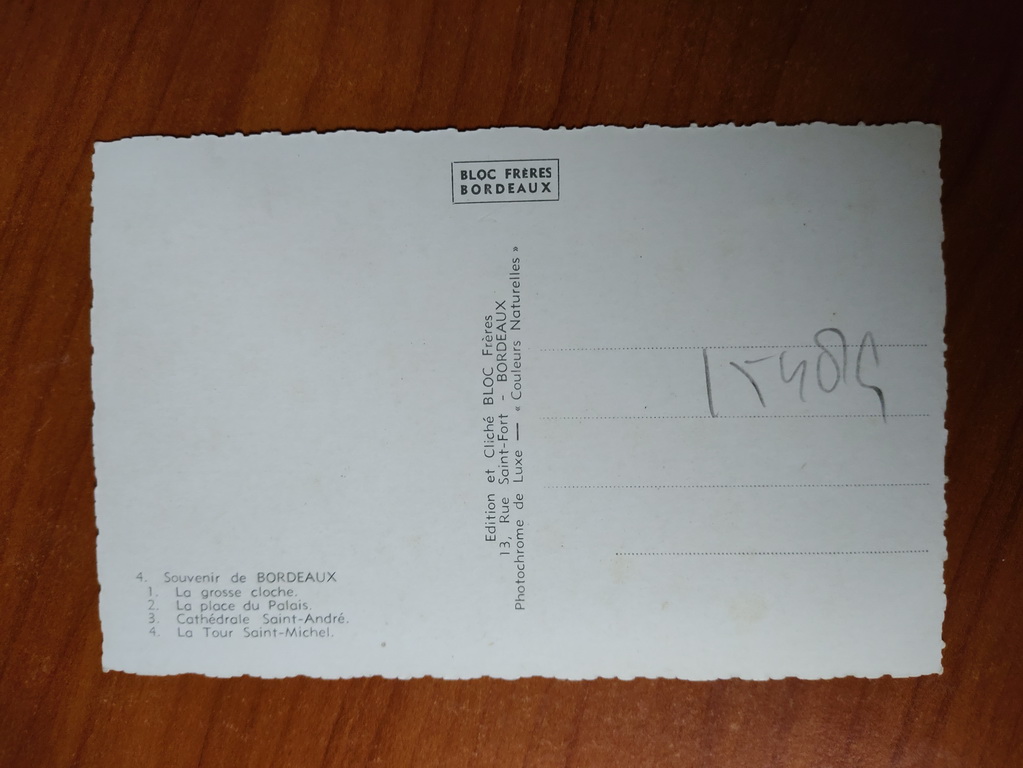 BLOC FRÈRES
BORDEAUX
Edition et Cliché BLOC Frères
13, Rue Saint-Fort - BORDEAUX
Photochrome de Luxe — « Couleurs Naturelles »
4. Souvenir de BORDEAUX
1. La grosse cloche.
2. La place du Palais.
3. Cathédrale Saint-André.
4. La Tour Saint-Michel.